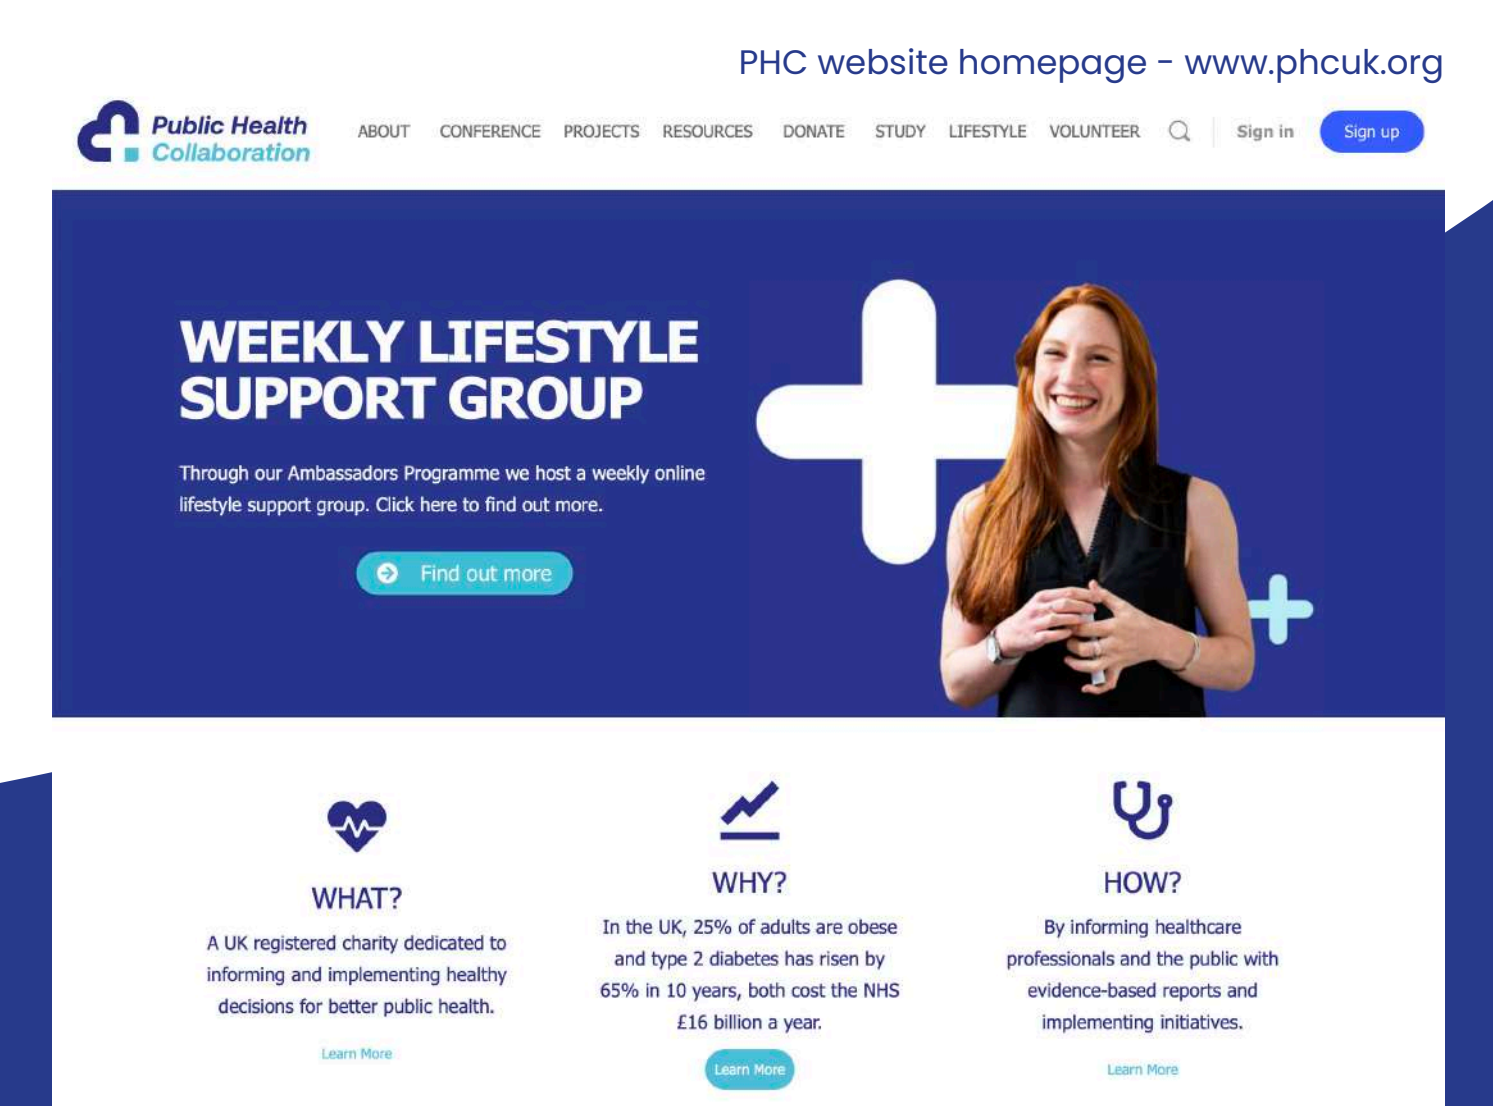 PHC website homepage - www.phcuk.org
Public Health
Collaboration
ABOUT CONFERENCE PROJECTS RESOURCES DONATE STUDY LIFESTYLE VOLUNTEER Sign in Sign up
WEEKLY LIFESTYLE
SUPPORT GROUP
Through our Ambassadors Programme we host a weekly online
lifestyle support group. Click here to find out more.
Find out more
WHAT?
A UK registered charity dedicated to
informing and implementing healthy
decisions for better public health.
Learn More
WHY?
In the UK, 25% of adults are obese
and type 2 diabetes has risen by
65% in 10 years, both cost the NHS
£16 billion a year.
Learn More
HOW?
By informing healthcare
professionals and the public with
evidence-based reports and
implementing initiatives.
Learn More